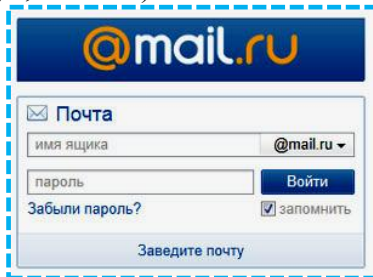 @mail.ru
Почта
имя ящика @mail.ru
пароль Войти
Забыли пароль? запомнить
Заведите почту